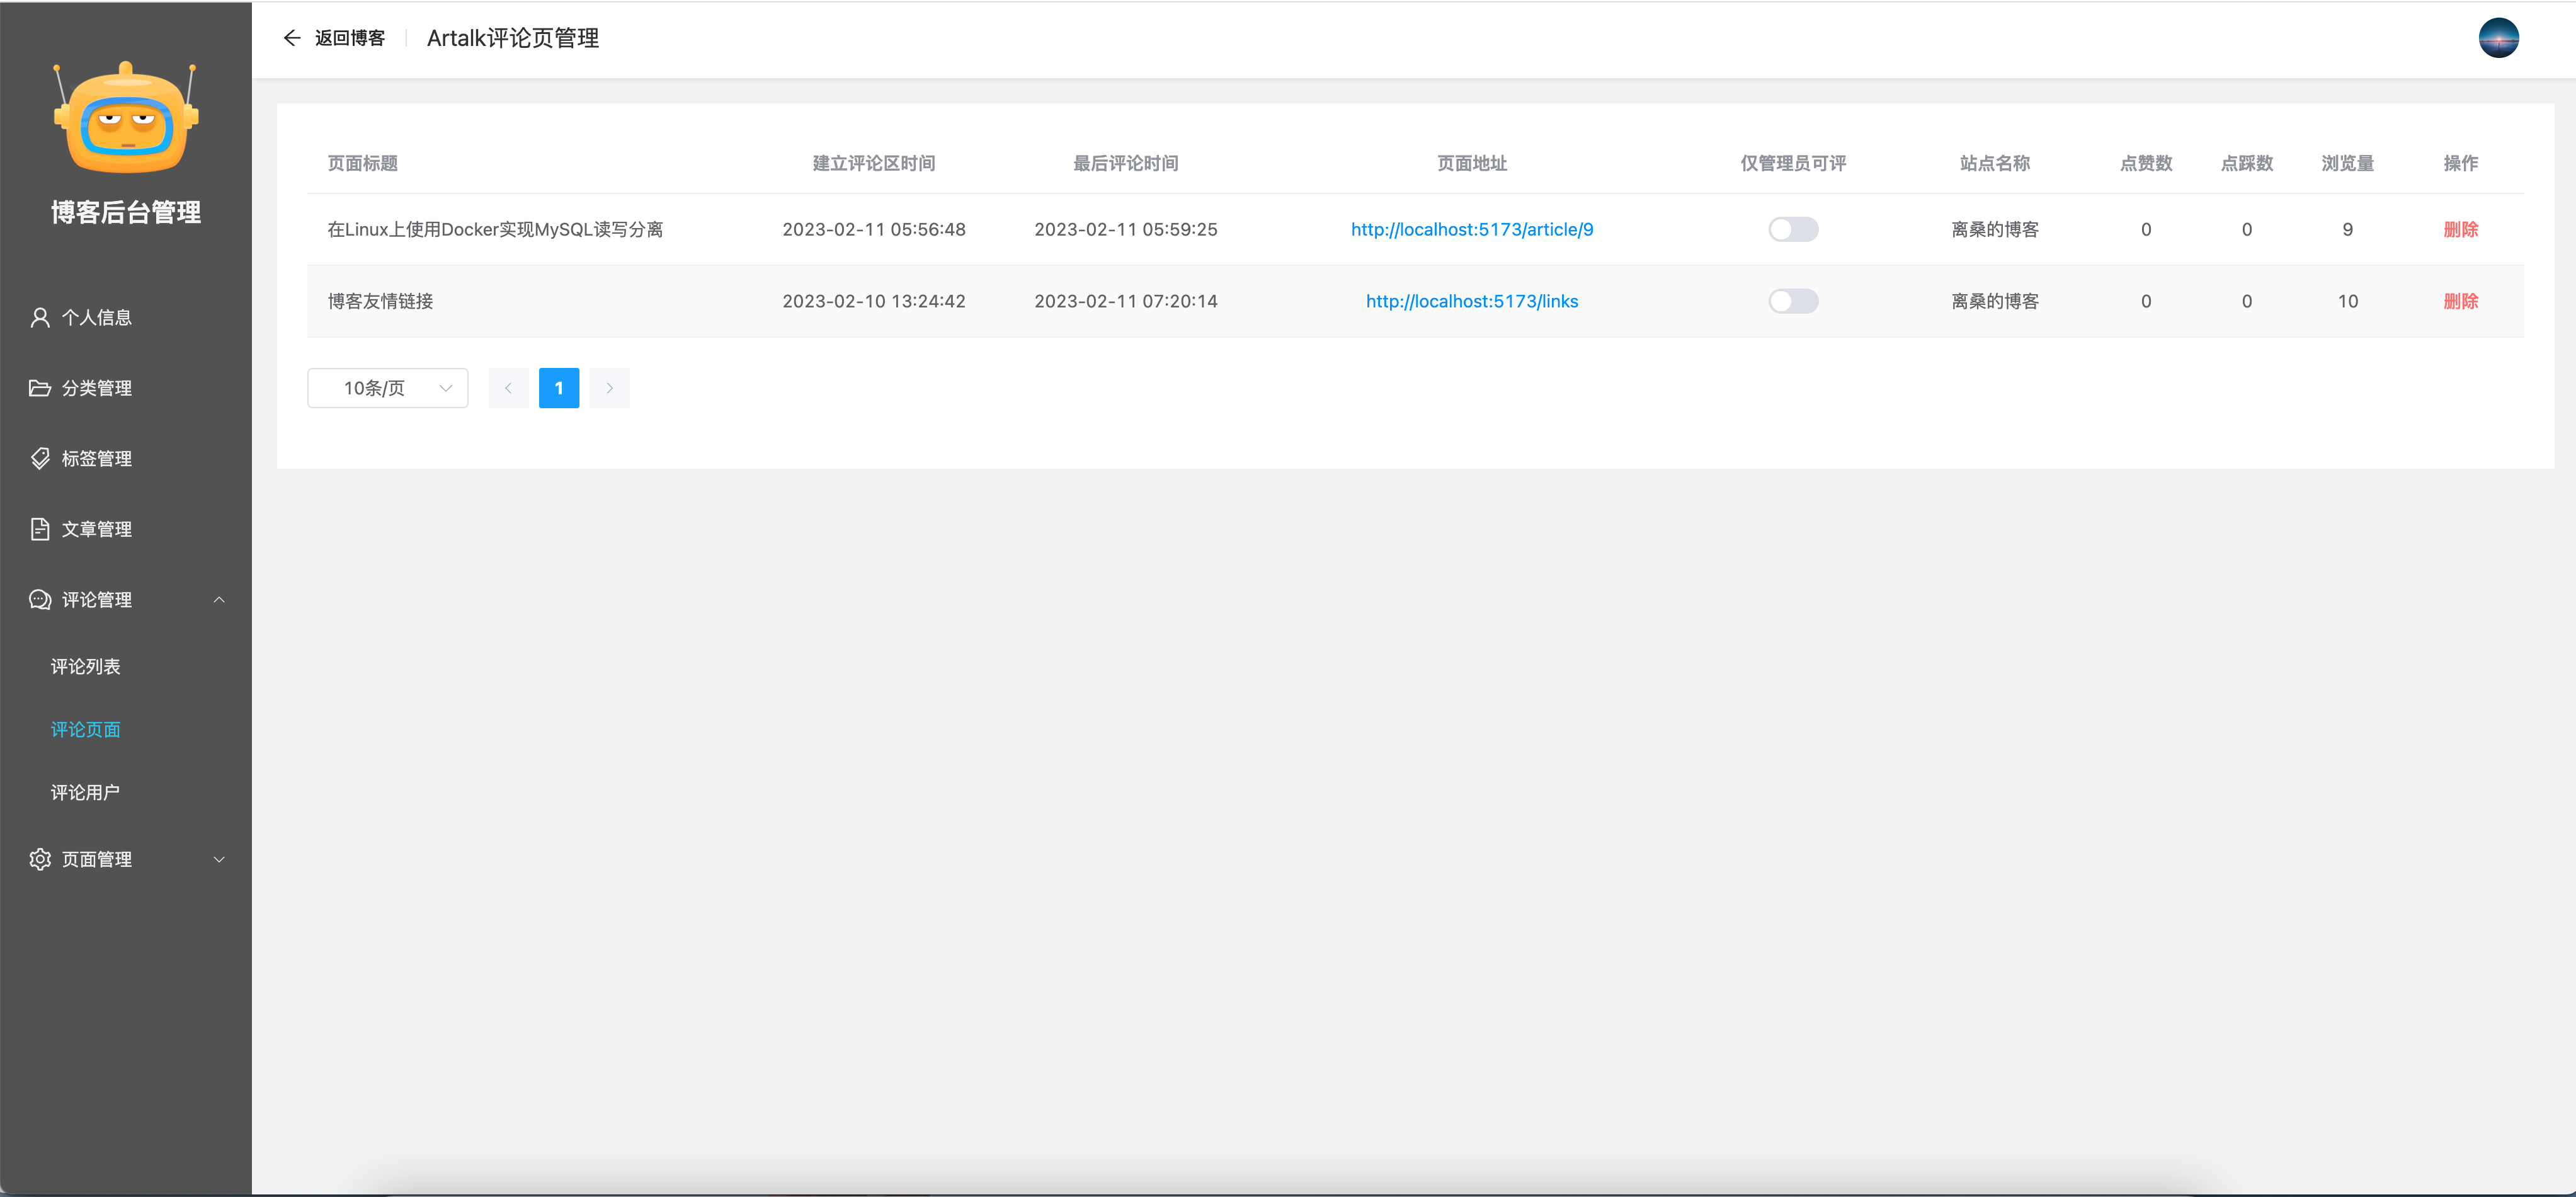 返回博客
Artalk评论页管理
博客后台管理
个人信息
分类管理
标签管理
文章管理
评论管理
评论列表
评论页面
评论用户
页面管理
页面标题 建立评论区时间 最后评论时间 页面地址 仅管理员可评 站点名称 点赞数 点踩数 浏览量 操作
在Linux上使用Docker实现MySQL读写分离 2023-02-11 05:56:48 2023-02-11 05:59:25 http://localhost:5173/article/9 离桑的博客 0 0 9 删除
博客友情链接 2023-02-10 13:24:42 2023-02-11 07:20:14 http://localhost:5173/links 离桑的博客 0 0 10 删除
10条/页 1